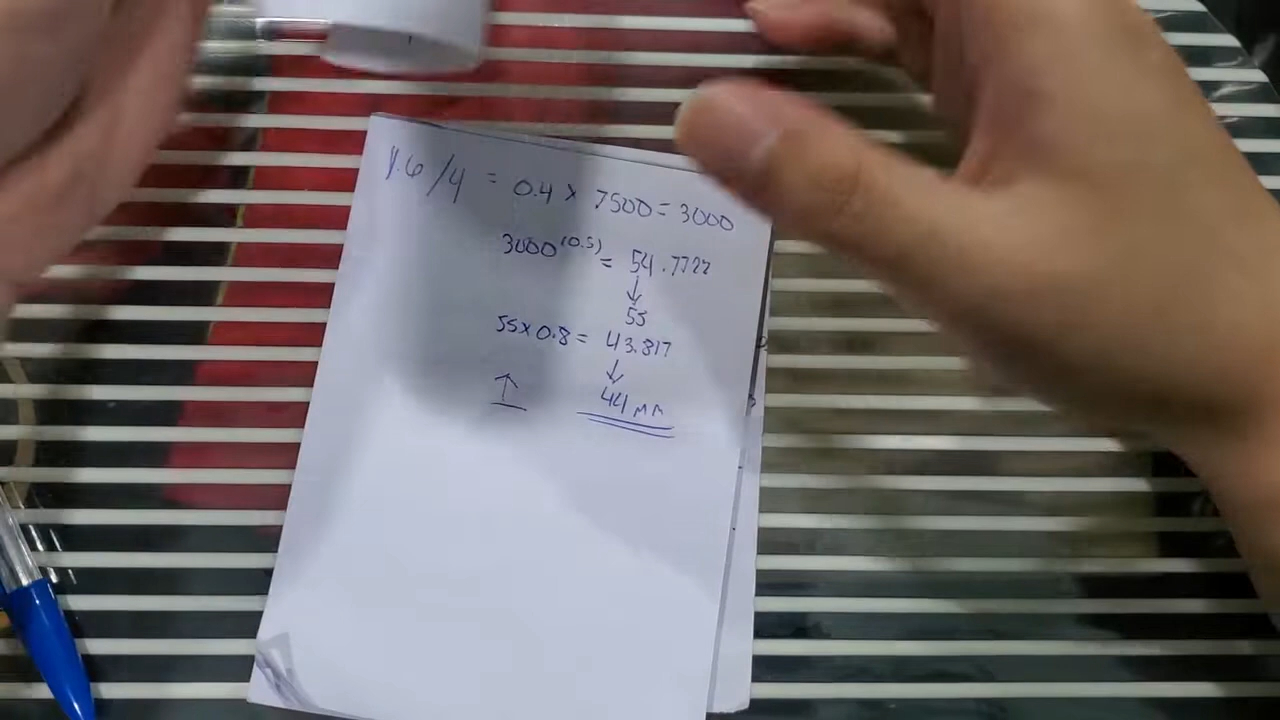 1.6/4 = 0.4 x 7500 = 3000
3000^(0.5) = 54.7722
↓
55
55 x 0.8 = 43.817
↑ ↓
44 mm